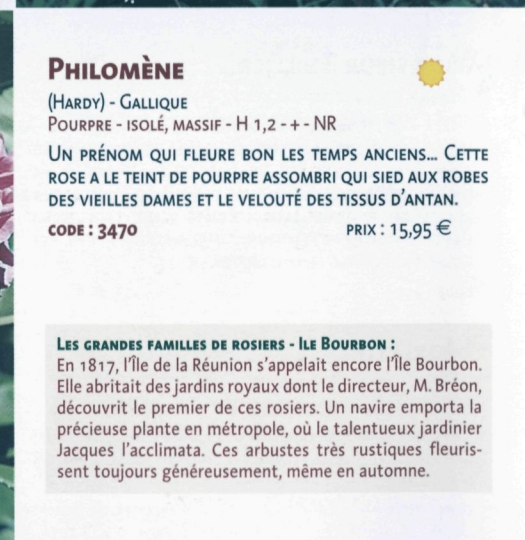 Philomène
(Hardy) - Gallique
Pourpre - isolé, massif - H 1,2 - + - NR
Un prénom qui fleure bon les temps anciens... Cette
rose a le teint de pourpre assombri qui sied aux robes
des vieilles dames et le velouté des tissus d'antan.
code : 3470 prix : 15,95 €
Les grandes familles de rosiers - Ile Bourbon :
En 1817, l'Île de la Réunion s'appelait encore l'Île Bourbon.
Elle abritait des jardins royaux dont le directeur, M. Bréon,
découvrit le premier de ces rosiers. Un navire emporta la
précieuse plante en métropole, où le talentueux jardinier
Jacques l'acclimata. Ces arbustes très rustiques fleuris-
sent toujours généreusement, même en automne.